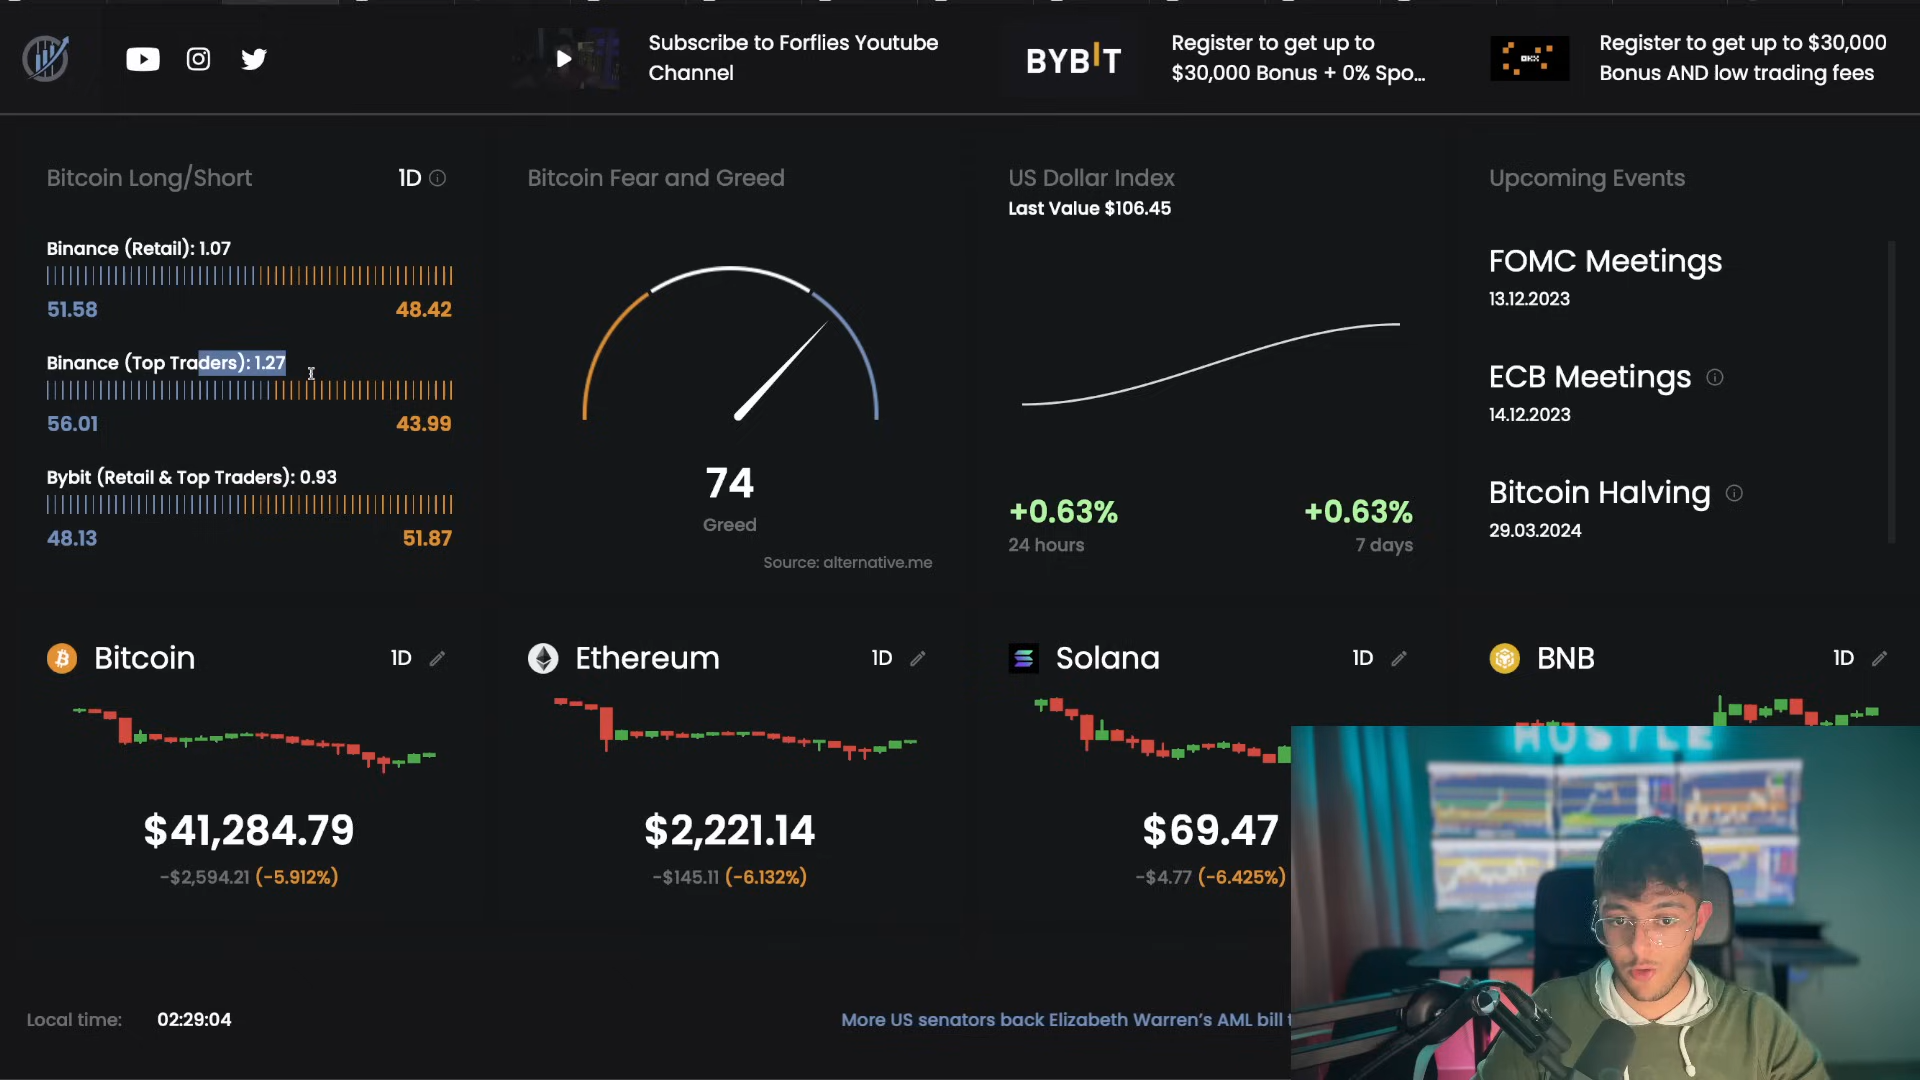 Subscribe to Forflies Youtube
Channel
BYBIT
Register to get up to
$30,000 Bonus + 0% Spo...
OKX
Register to get up to $30,000
Bonus AND low trading fees
Bitcoin Long/Short
1D
Binance (Retail): 1.07
51.58
48.42
Binance (Top Traders): 1.27
56.01
43.99
Bybit (Retail & Top Traders): 0.93
48.13
51.87
Bitcoin Fear and Greed
74
Greed
Source: alternative.me
US Dollar Index
Last Value $106.45
+0.63%
24 hours
+0.63%
7 days
Upcoming Events
FOMC Meetings
13.12.2023
ECB Meetings
14.12.2023
Bitcoin Halving
29.03.2024
Bitcoin
1D
$41,284.79
-$2,594.21 (-5.912%)
Ethereum
1D
$2,221.14
-$145.11 (-6.132%)
Solana
1D
$69.47
-$4.77 (-6.425%)
BNB
1D
HUSTLE
Local time:
02:29:04
More US senators back Elizabeth Warren's AML bill